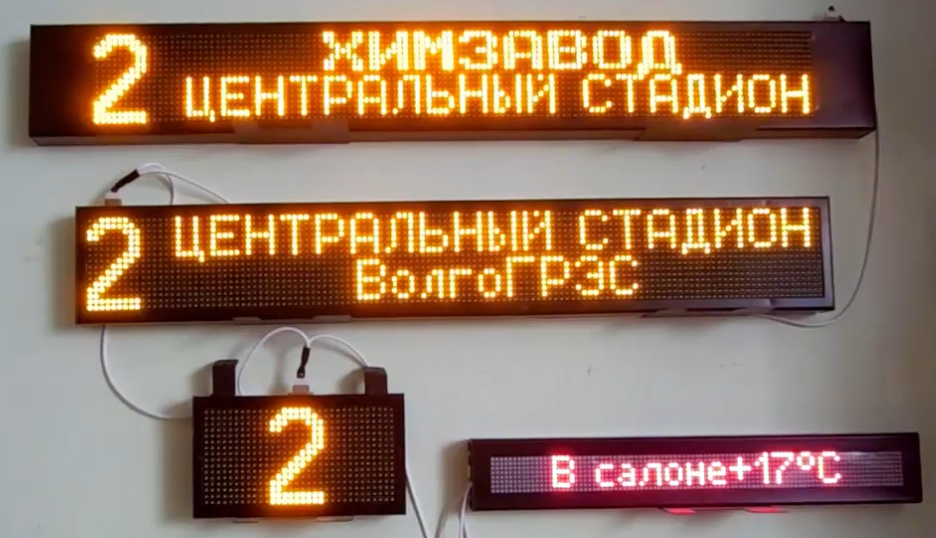 2 ХИМЗАВОД
ЦЕНТРАЛЬНЫЙ СТАДИОН
2 ЦЕНТРАЛЬНЫЙ СТАДИОН
ВолгоГРЭС
2
В салоне+17°C